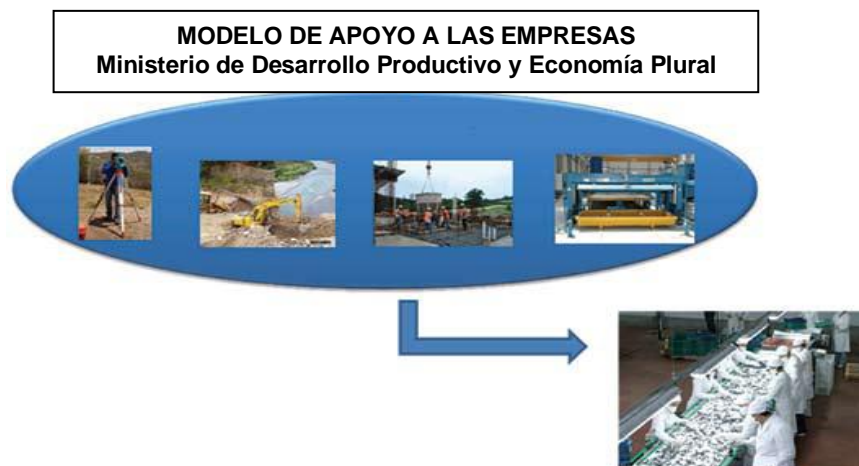 MODELO DE APOYO A LAS EMPRESAS
Ministerio de Desarrollo Productivo y Economía Plural